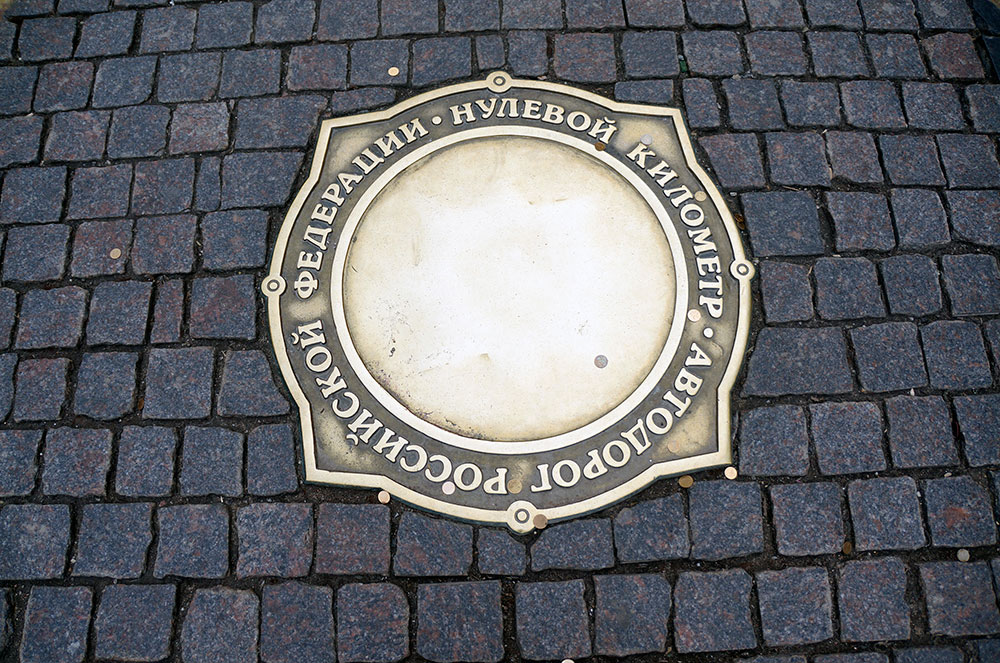 НУЛЕВОЙ КИЛОМЕТР • АВТОДОРОГ РОССИЙСКОЙ ФЕДЕРАЦИИ •